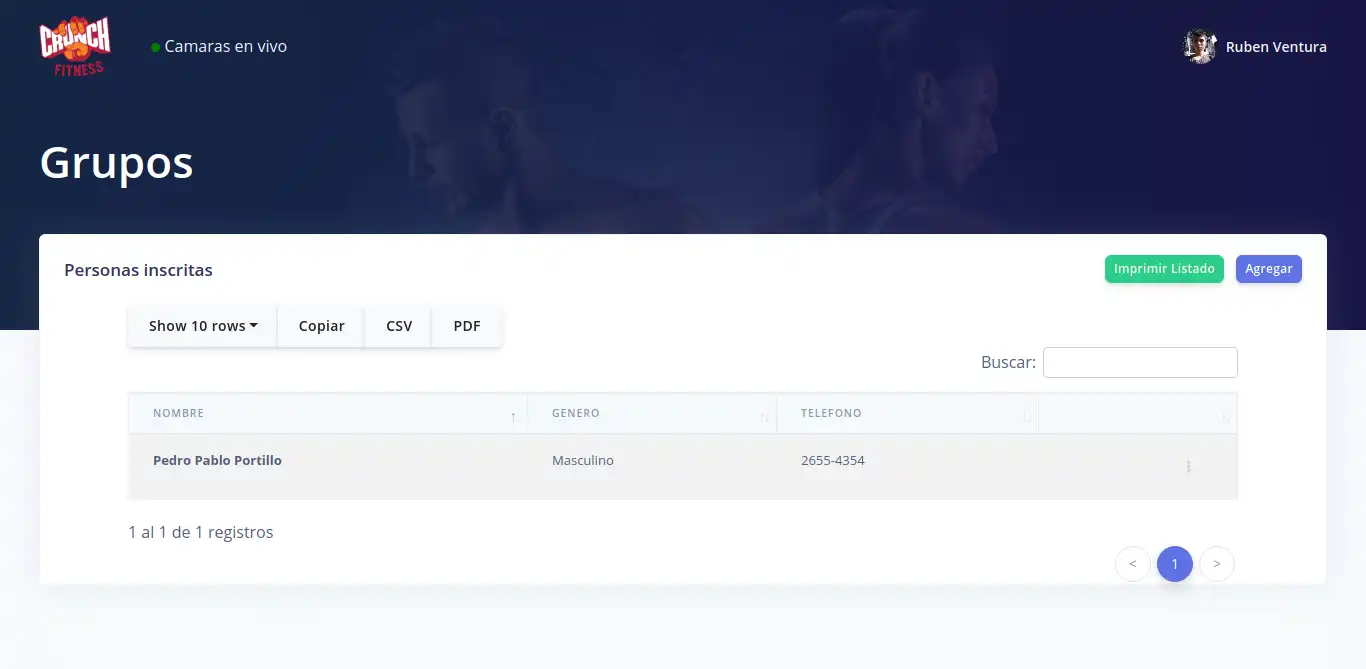 CRUNCH
FITNESS
Camaras en vivo
Ruben Ventura
Grupos
Personas inscritas
Imprimir Listado
Agregar
Show 10 rows
Copiar
CSV
PDF
Buscar:
NOMBRE
GENERO
TELEFONO
Pedro Pablo Portillo
Masculino
2655-4354
1 al 1 de 1 registros
< 1 >